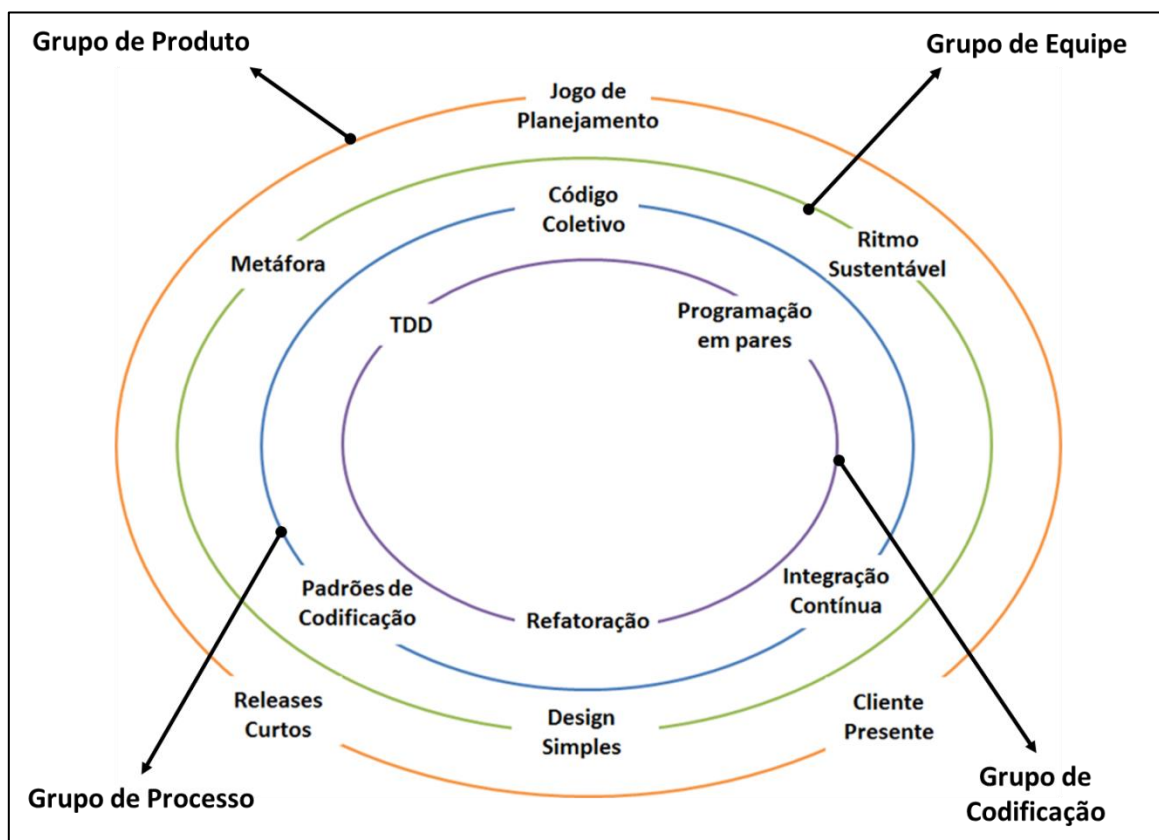 Grupo de Produto
Grupo de Equipe
Jogo de
Planejamento
Código
Coletivo
Metáfora
Ritmo
Sustentável
TDD
Programação
em pares
Padrões de
Codificação
Integração
Contínua
Refatoração
Releases
Curtos
Design
Simples
Cliente
Presente
Grupo de Processo
Grupo de
Codificação